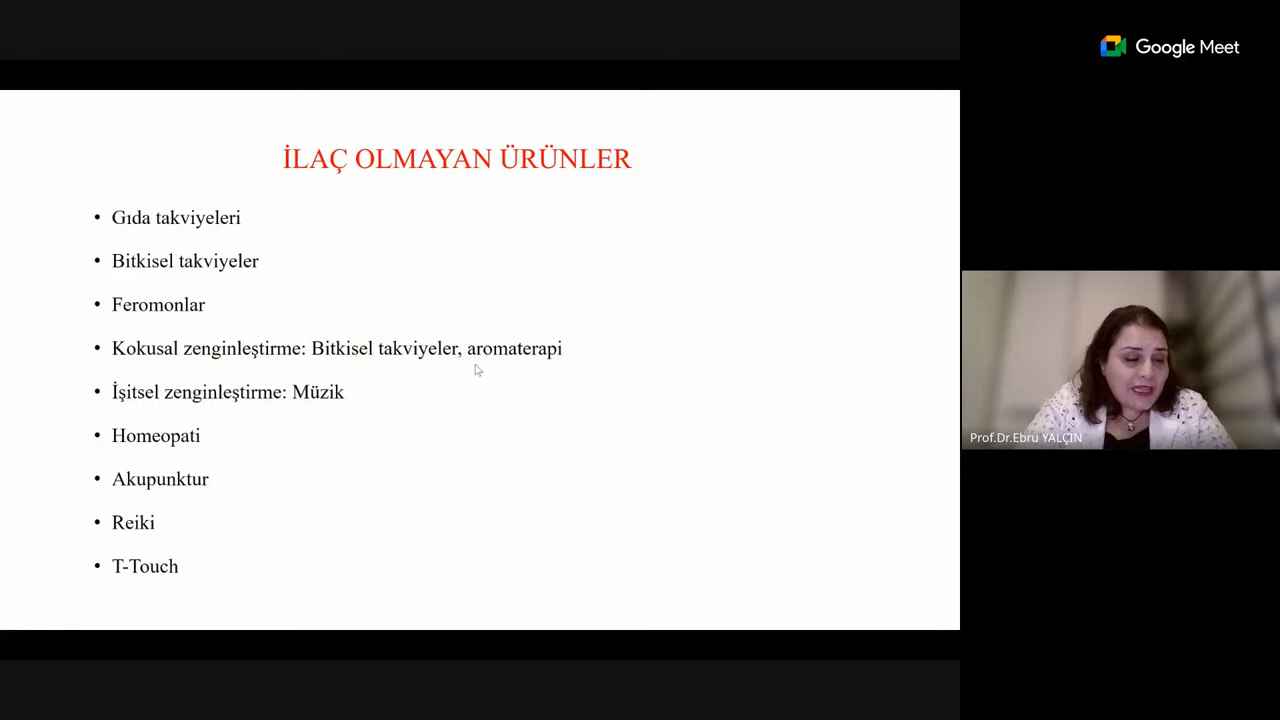 Google Meet
İLAÇ OLMAYAN ÜRÜNLER
• Gıda takviyeleri
• Bitkisel takviyeler
• Feromonlar
• Kokusal zenginleştirme: Bitkisel takviyeler, aromaterapi
• İşitsel zenginleştirme: Müzik
• Homeopati
• Akupunktur
• Reiki
• T-Touch
Prof.Dr.Ebru YALÇIN